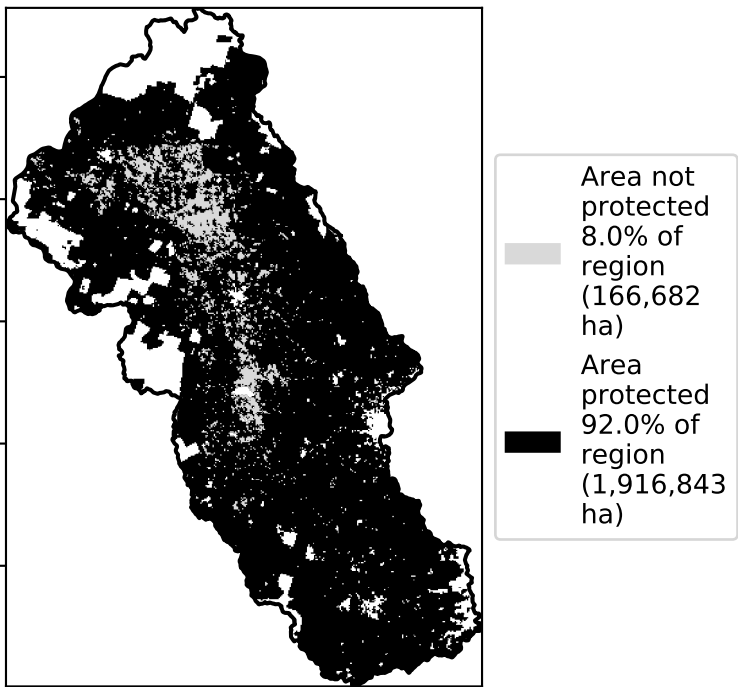 Area not
protected
8.0% of
region
(166,682
ha)
Area
protected
92.0% of
region
(1,916,843
ha)